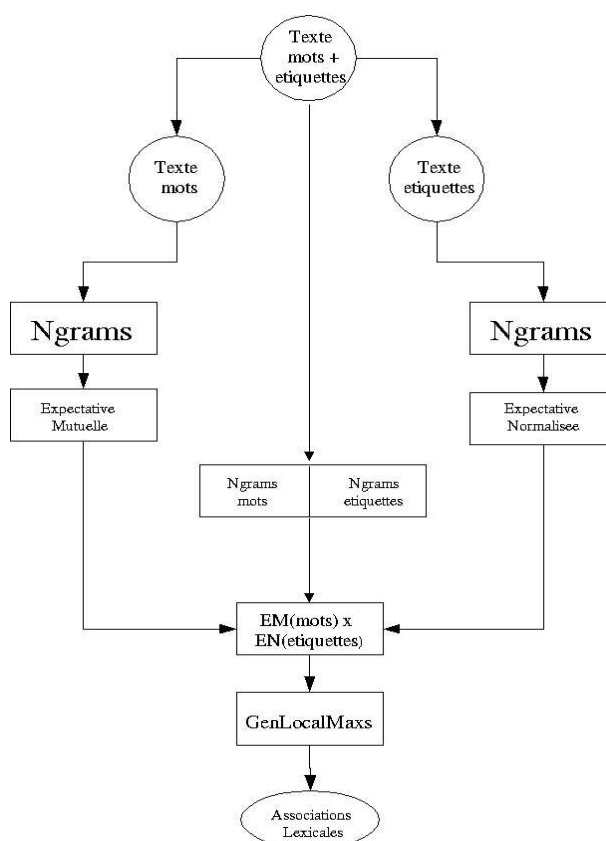 Texte
mots +
etiquettes
Texte
mots
Texte
etiquettes
Ngrams
Ngrams
Expectative
Mutuelle
Expectative
Normalisee
Ngrams
mots
Ngrams
etiquettes
EM(mots) x
EN(etiquettes)
GenLocalMaxs
Associations
Lexicales